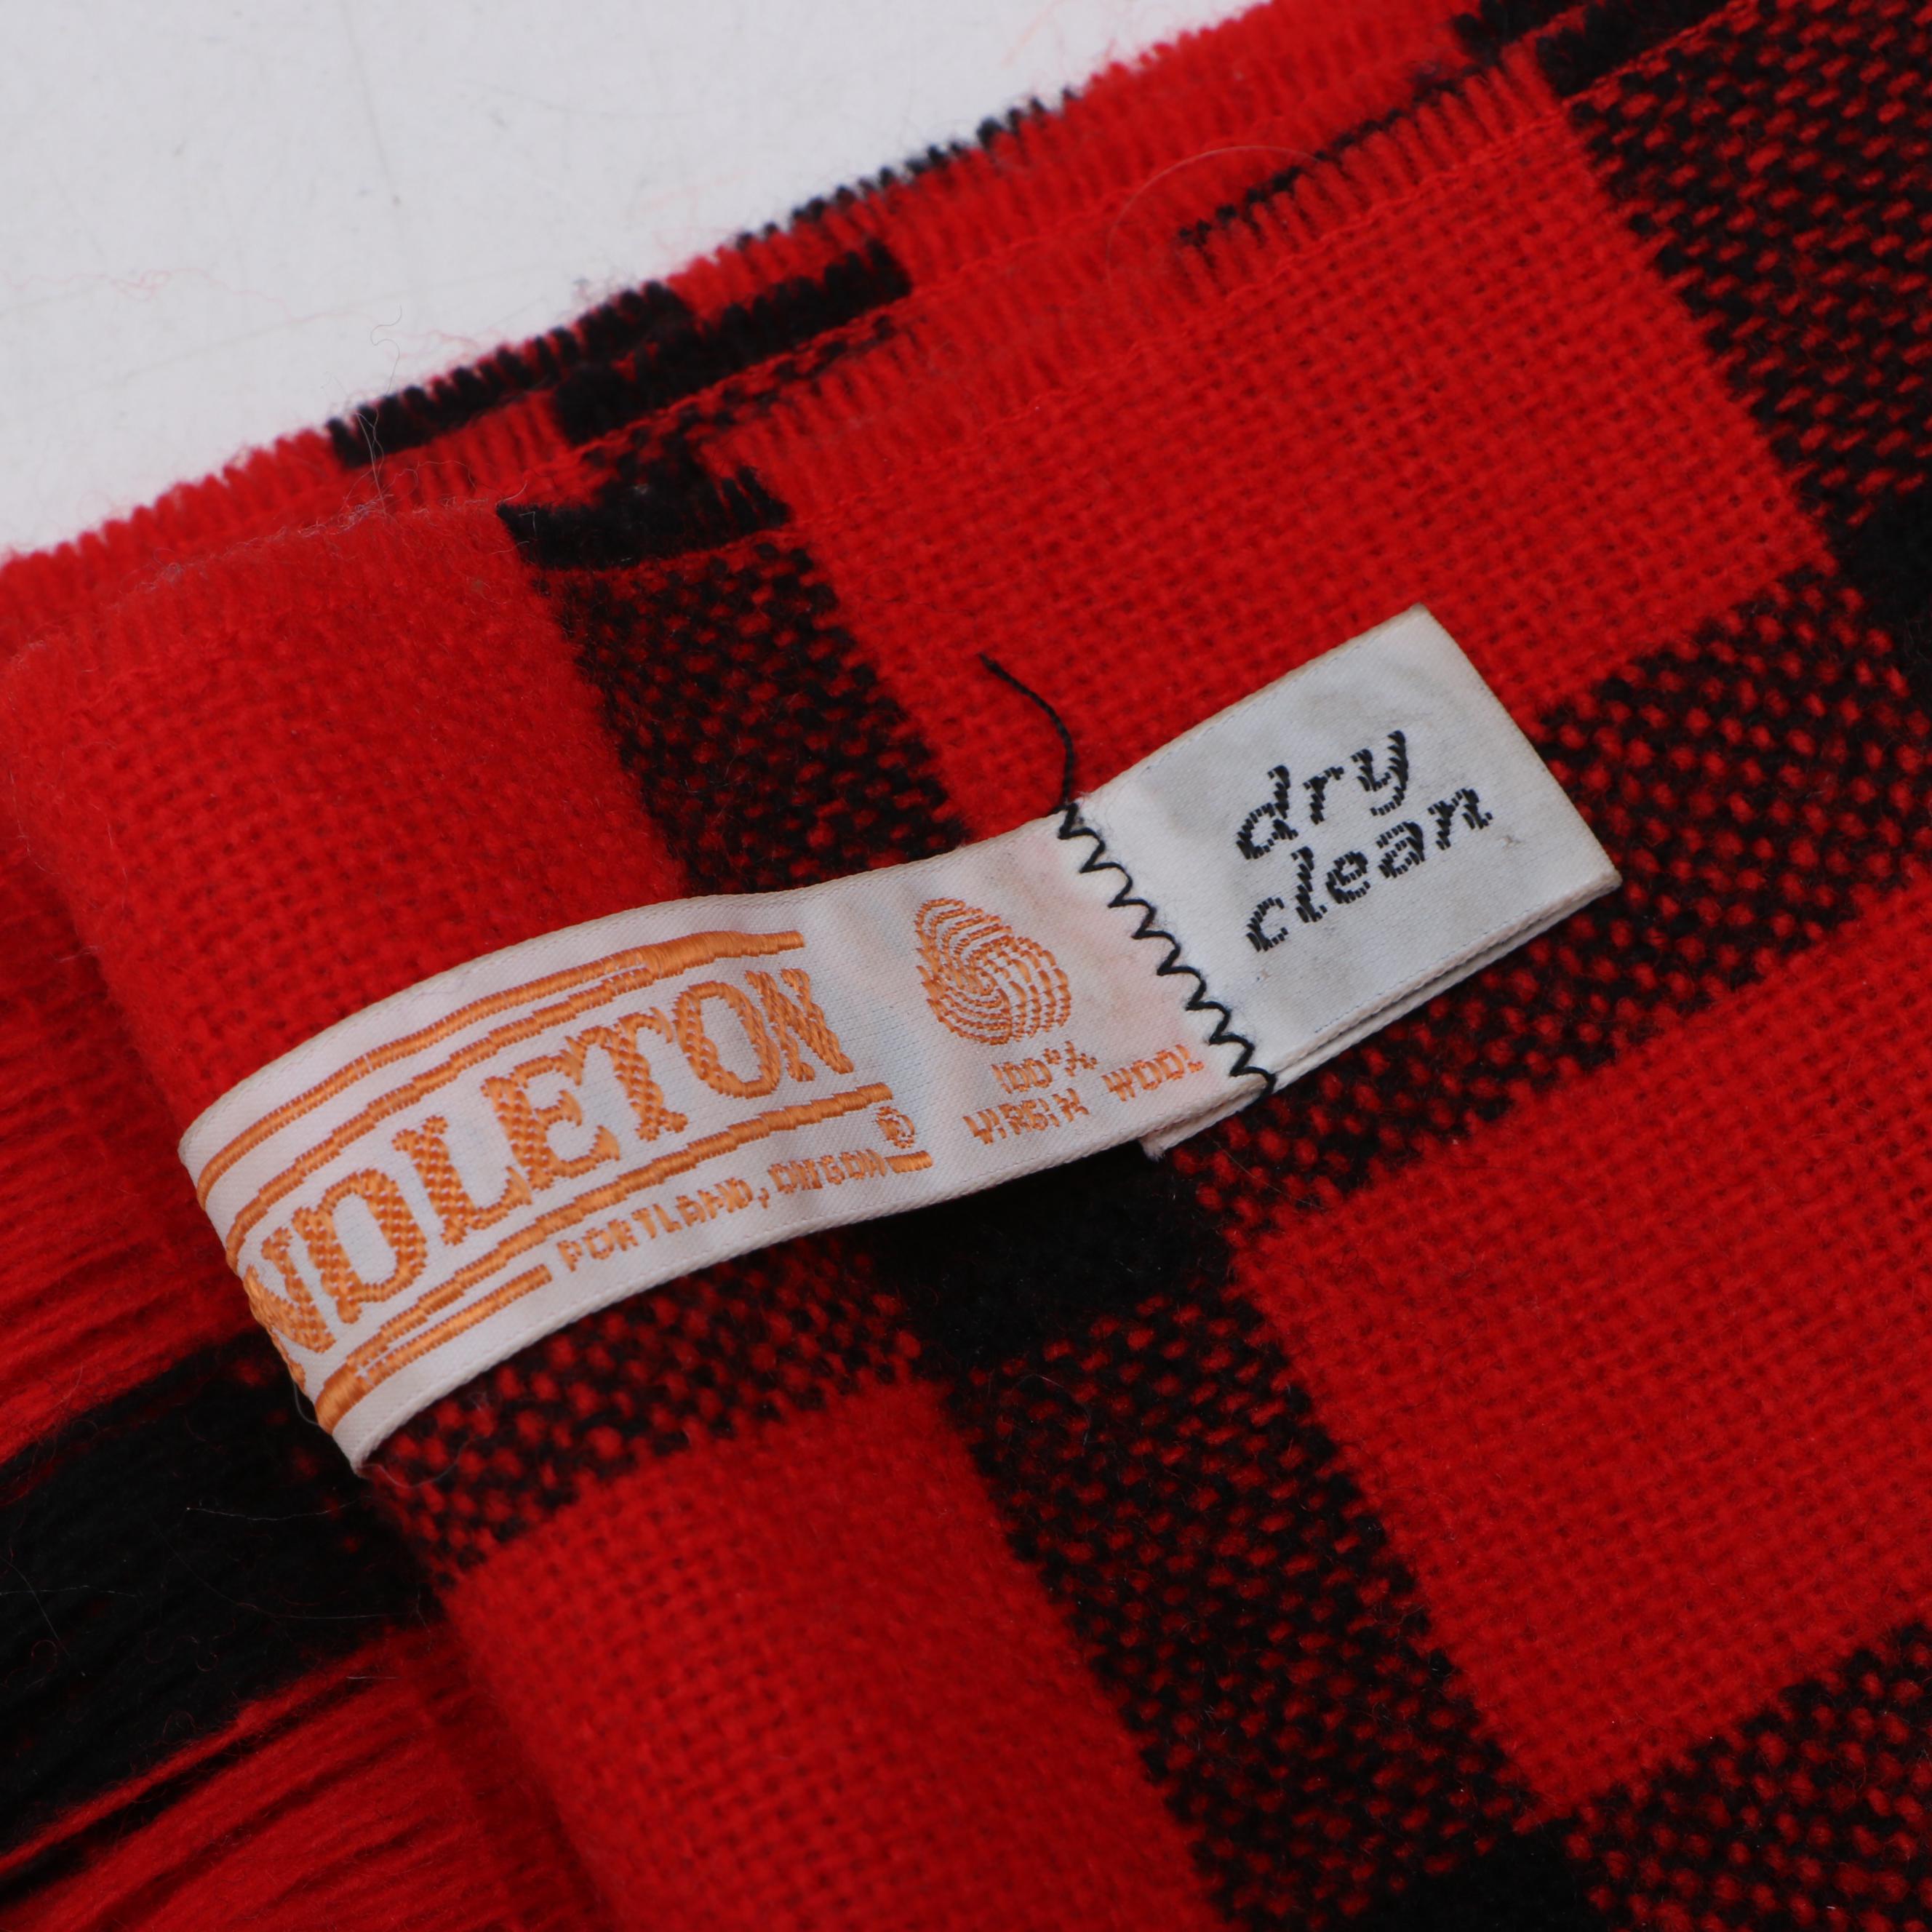 NDLETON
®
PORTLAND, OREGON
100%
VIRGIN WOOL
dry
clean